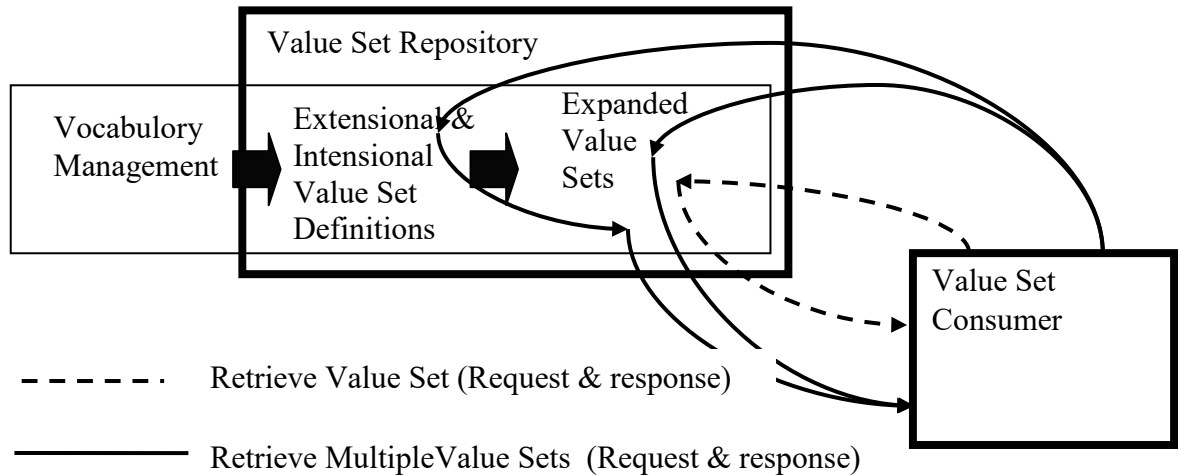 Value Set Repository
Vocabulory
Management
Extensional &
Intensional
Value Set
Definitions
Expanded
Value
Sets
Value Set
Consumer
Retrieve Value Set (Request & response)
Retrieve MultipleValue Sets (Request & response)